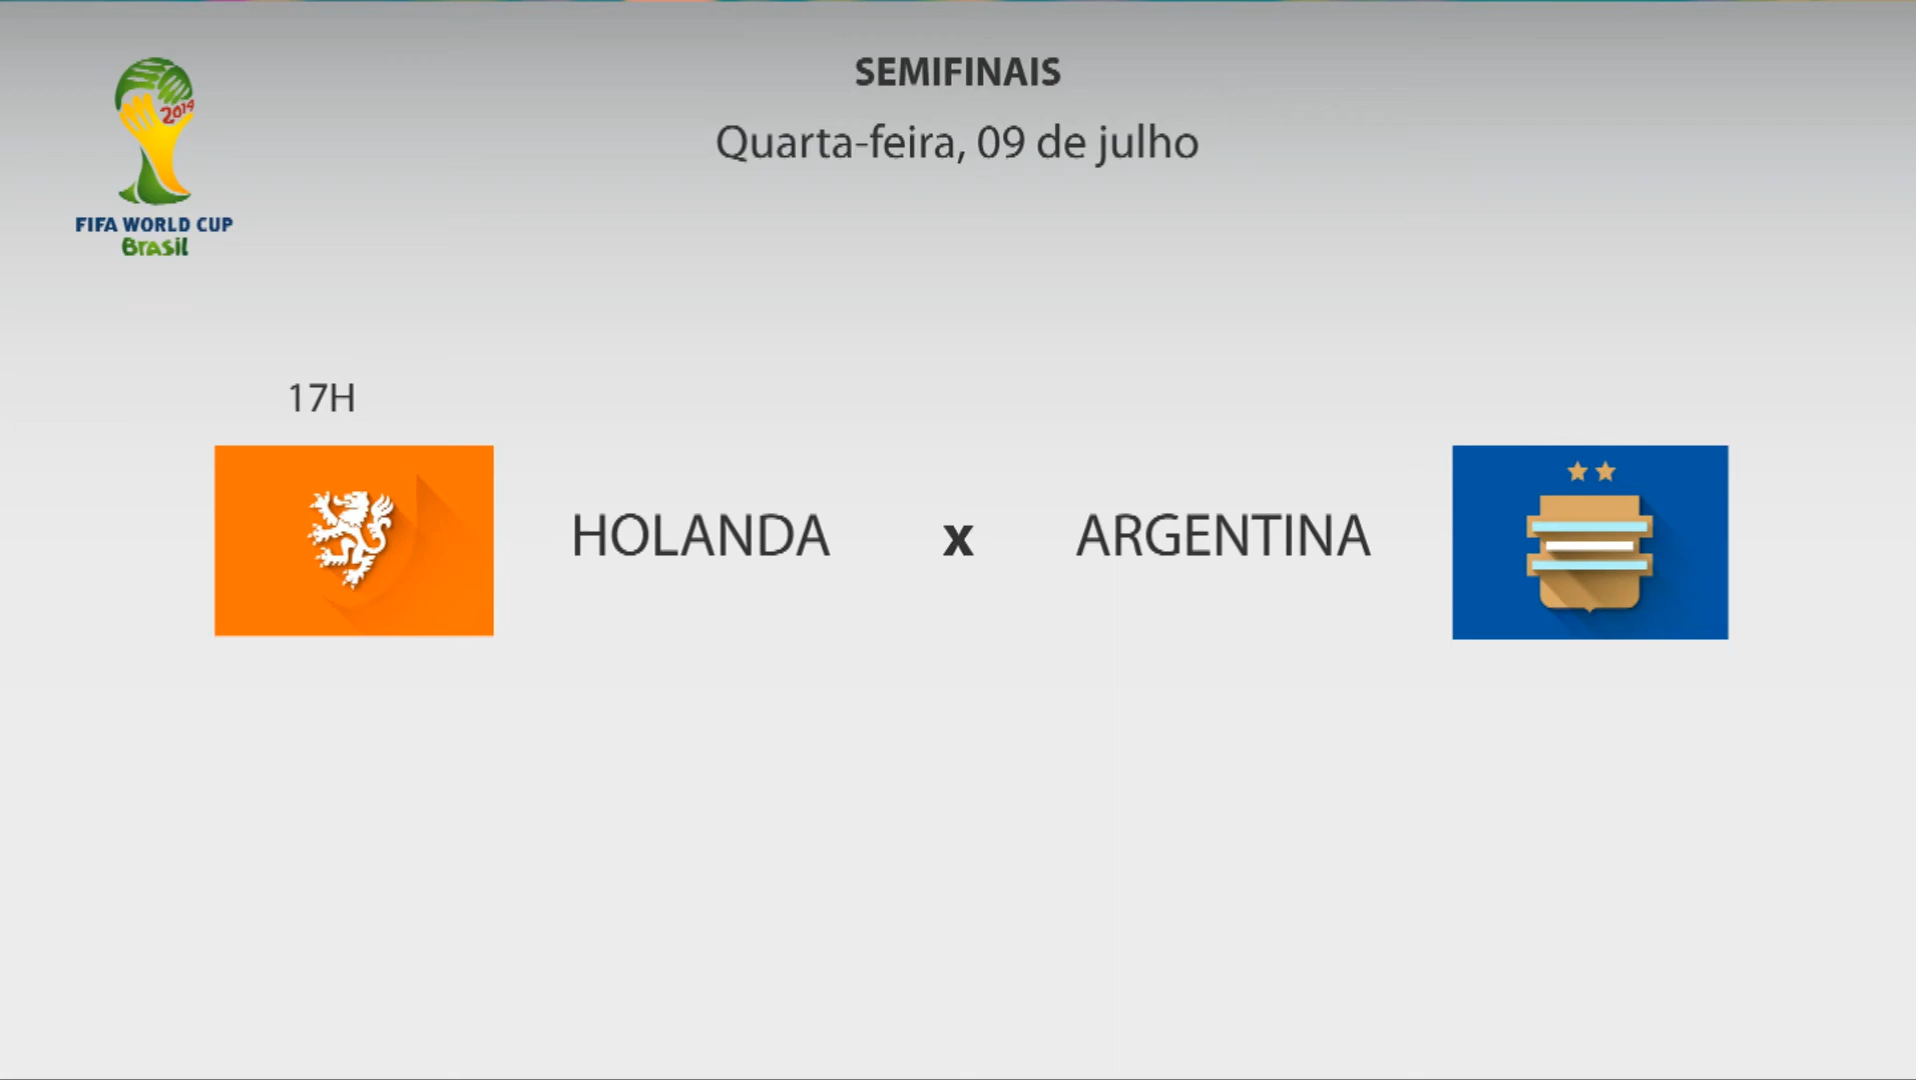 SEMIFINAIS
Quarta-feira, 09 de julho
2014
FIFA WORLD CUP
Brasil
17H
HOLANDA x ARGENTINA